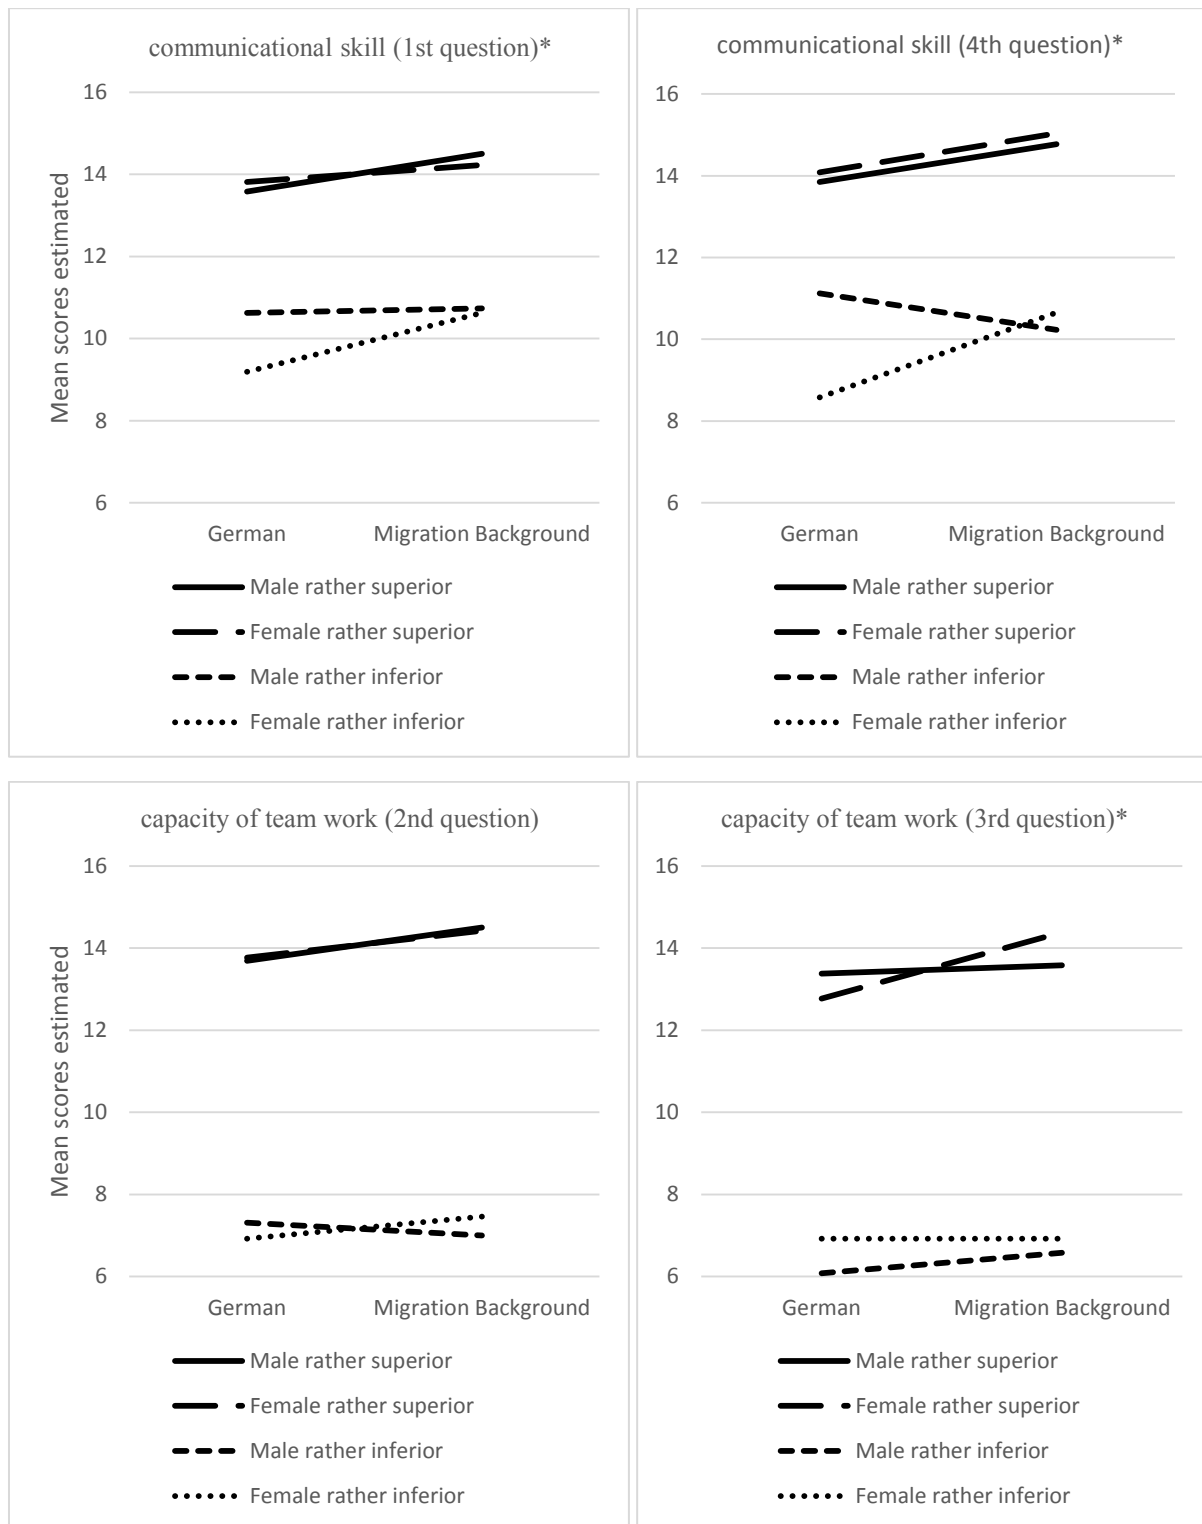 communicational skill (1st question)*
Mean scores estimated
16
14
12
10
8
6
German Migration Background
Male rather superior
Female rather superior
Male rather inferior
Female rather inferior
communicational skill (4th question)*
16
14
12
10
8
6
German Migration Background
Male rather superior
Female rather superior
Male rather inferior
Female rather inferior
capacity of team work (2nd question)
Mean scores estimated
16
14
12
10
8
6
German Migration Background
Male rather superior
Female rather superior
Male rather inferior
Female rather inferior
capacity of team work (3rd question)*
16
14
12
10
8
6
German Migration Background
Male rather superior
Female rather superior
Male rather inferior
Female rather inferior